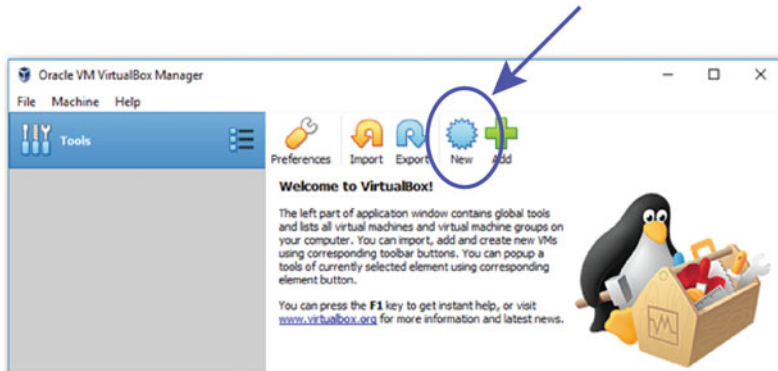 Oracle VM VirtualBox Manager
File Machine Help
Tools
Preferences Import Export New Add
Welcome to VirtualBox!
The left part of application window contains global tools
and lists all virtual machines and virtual machine groups on
your computer. You can import, add and create new VMs
using corresponding toolbar buttons. You can popup a
tools of currently selected element using corresponding
element button.
You can press the F1 key to get instant help, or visit
www.virtualbox.org for more information and latest news.